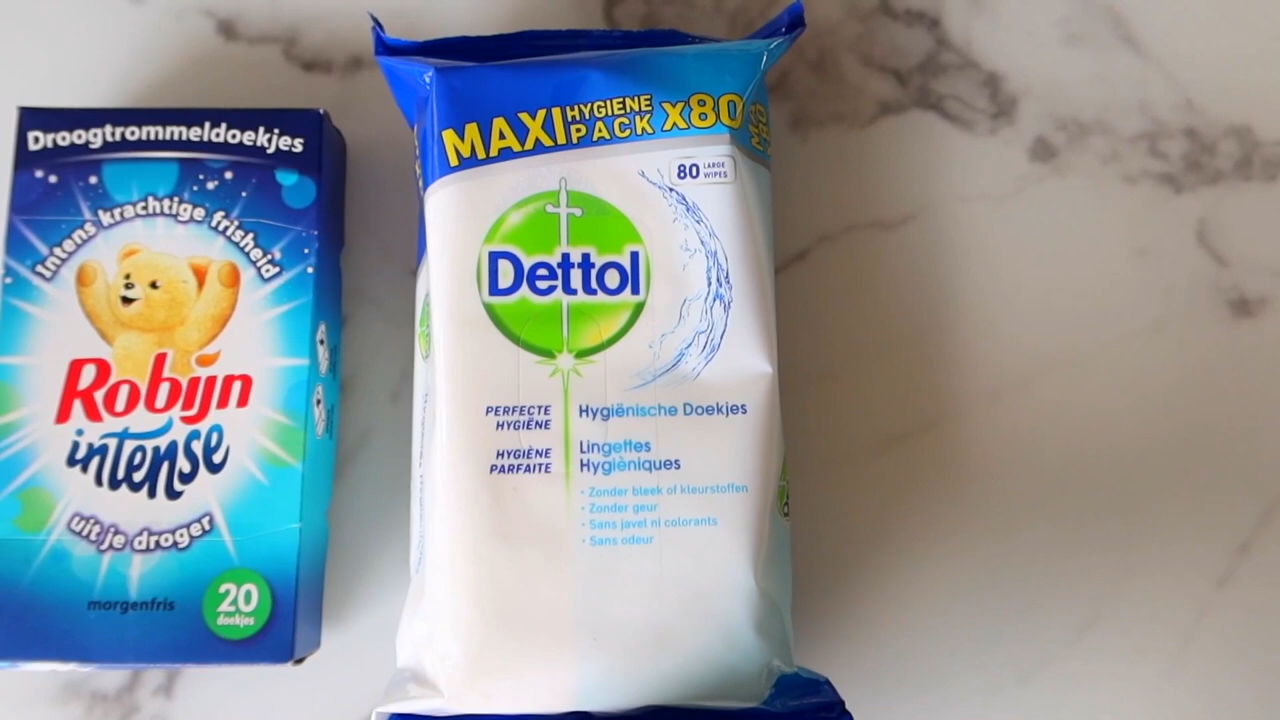 Droogtrommeldoekjes
Intens krachtige frisheid
Robijn
intense
uit je droger
morgenfris
20
doekjes
MAXI HYGIENE PACK x80
80 LARGE WIPES
Dettol
PERFECTE
HYGIËNE
Hygiënische Doekjes
HYGIÈNE
PARFAITE
Lingettes
Hygièniques
• Zonder bleek of kleurstoffen
• Zonder geur
• Sans javel ni colorants
• Sans odeur